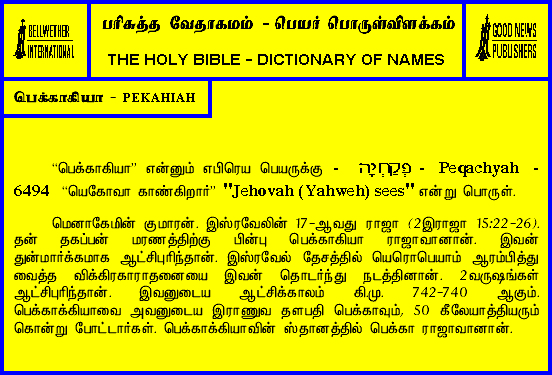 BELLWETHER
INTERNATIONAL
பரிசுத்த வேதாகமம் - பெயர் பொருள்விளக்கம்
THE HOLY BIBLE - DICTIONARY OF NAMES
GOOD NEWS
PUBLISHERS
பெக்காகியா - PEKAHIAH
“பெக்காகியா” என்னும் எபிரெய பெயருக்கு - פְּקַחְיָה - Peqachyah -
6494 “யெகோவா காண்கிறார்” "Jehovah (Yahweh) sees" என்று பொருள்.
மெனாகேமின் குமாரன். இஸ்ரவேலின் 17-ஆவது ராஜா (2இராஜா 15:22-26).
தன் தகப்பன் மரணத்திற்கு பின்பு பெக்காகியா ராஜாவானான். இவன்
துன்மார்க்கமாக ஆட்சிபுரிந்தான். இஸ்ரவேல் தேசத்தில் யெரொபெயாம் ஆரம்பித்து
வைத்த விக்கிரகாராதனையை இவன் தொடர்ந்து நடத்தினான். 2வருஷங்கள்
ஆட்சிபுரிந்தான். இவனுடைய ஆட்சிக்காலம் கி.மு. 742-740 ஆகும்.
பெக்காக்கியாவை அவனுடைய இராணுவ தளபதி பெக்காவும், 50 கீலேயாத்தியரும்
கொன்று போட்டார்கள். பெக்காக்கியாவின் ஸ்தானத்தில் பெக்கா ராஜாவானான்.